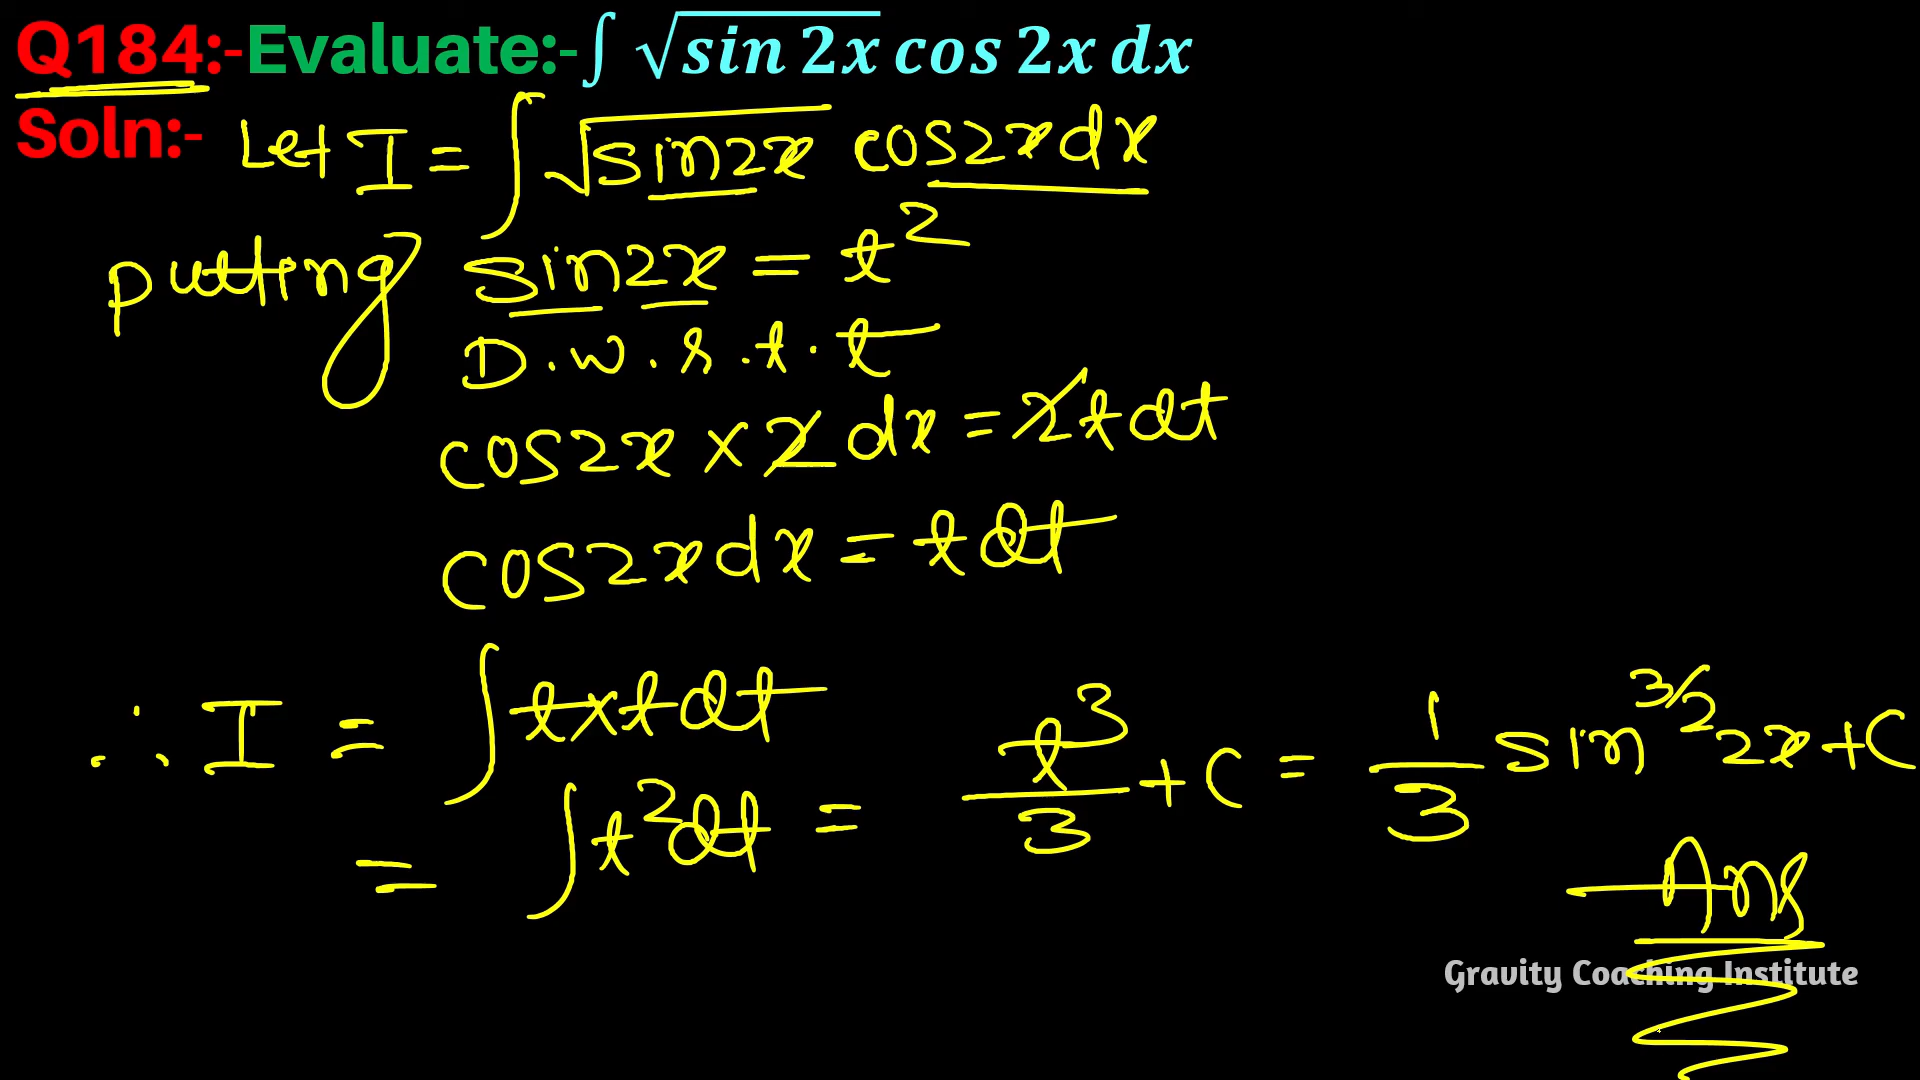 Q184:-Evaluate:-∫ √sin 2x cos 2x dx
Soln:- Let I = ∫ √sin2x cos2x dx
putting sin2x = t²
D.w.r.t. t
cos2x × 2 dx = 2t dt
cos2x dx = t dt
∴ I = ∫ t×t dt
= ∫ t² dt = t³/3 + C = 1/3 sin^3/2 2x + C
Ans
Gravity Coaching Institute